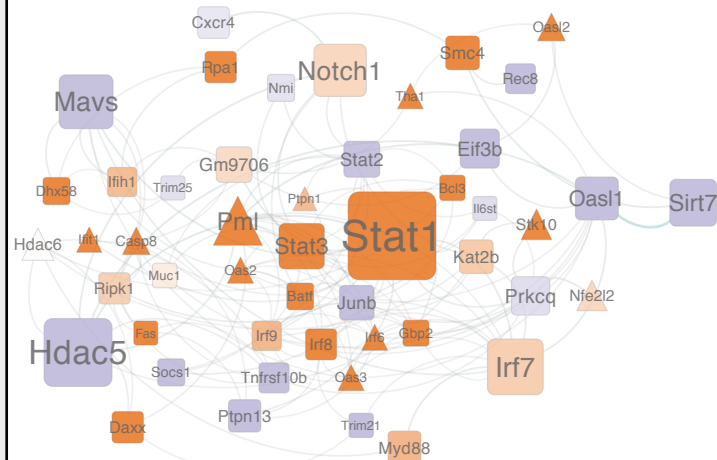 Cxcr4
Oasl2
Smc4
Rpa1
Notch1
Rec8
Nmi
Mavs
Tha1
Eif3b
Stat2
Gm9706
Ifih1
Trim25
Dhx58
Bcl3
Ptpn1
Oasl1
Sirt7
Il6st
Pml
Stat1
Stk10
Hdac6
Ifit1
Casp8
Stat3
Kat2b
Oas2
Muc1
Ripk1
Batf
Junb
Prkcq
Nfe2l2
Fas
Irf9
Irf8
Irf6
Gbp2
Hdac5
Irf7
Socs1
Tnfrsf10b
Oas3
Ptpn13
Daxx
Trim21
Myd88